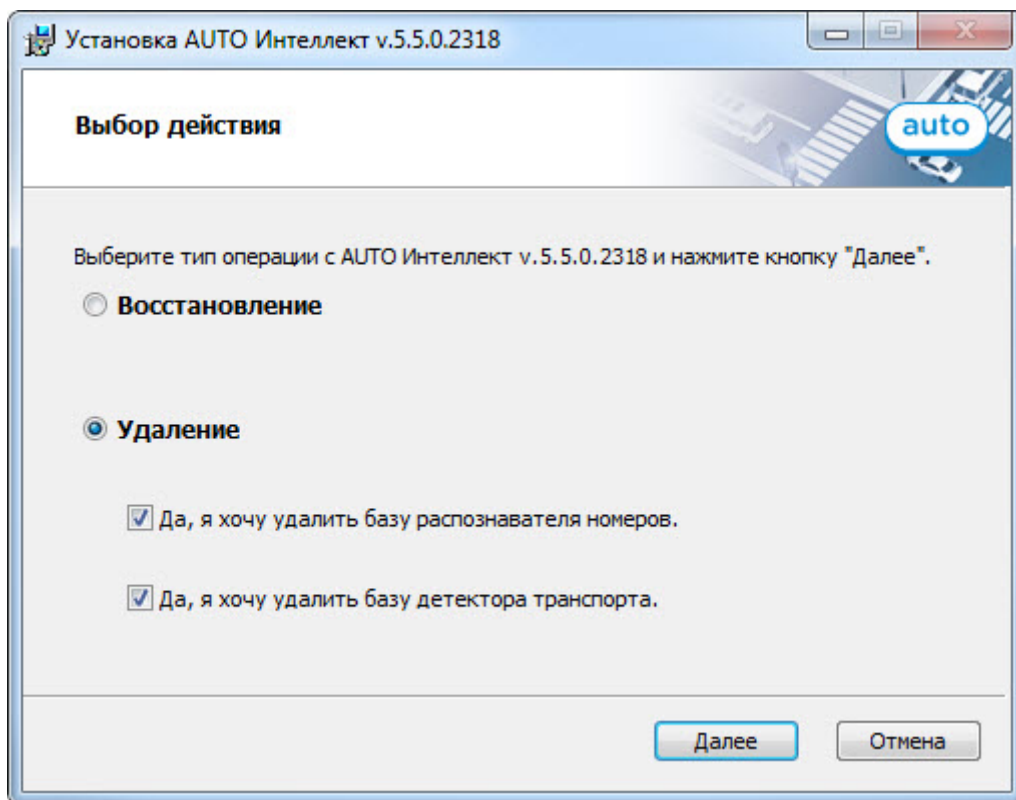 Установка AUTO Интеллект v.5.5.0.2318
Выбор действия
auto
Выберите тип операции с AUTO Интеллект v.5.5.0.2318 и нажмите кнопку "Далее".
Восстановление
Удаление
Да, я хочу удалить базу распознавателя номеров.
Да, я хочу удалить базу детектора транспорта.
Далее
Отмена